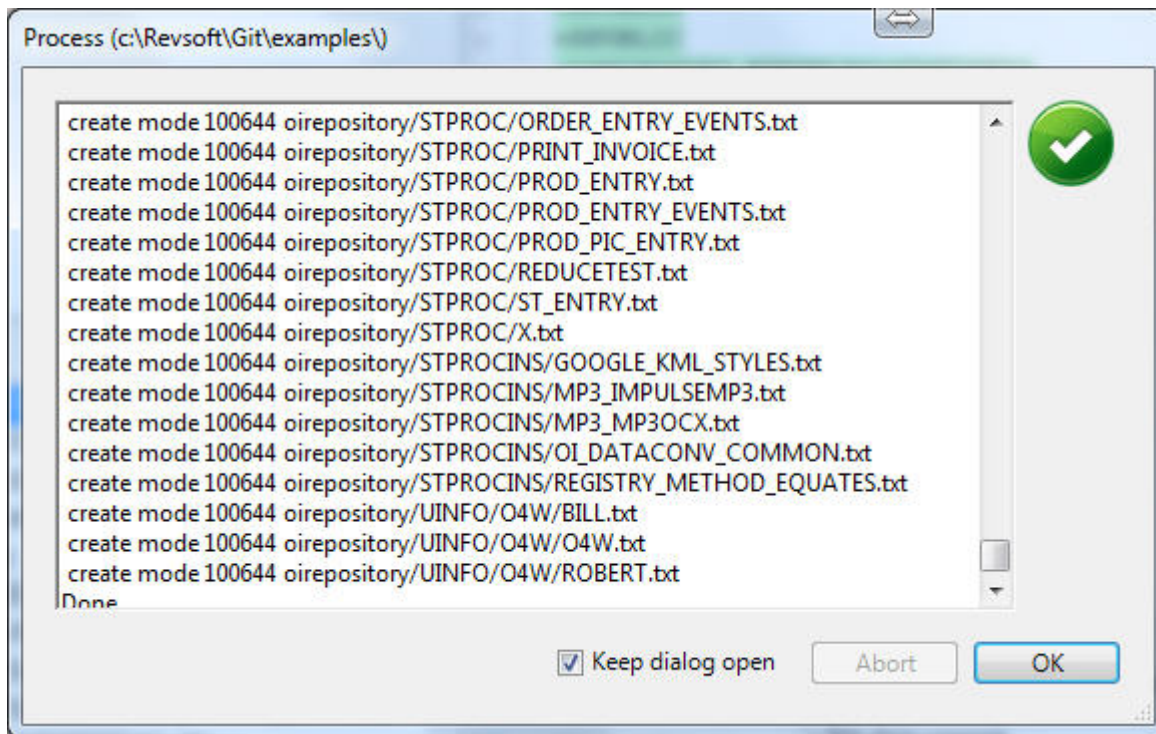 Process (c:\Revsoft\Git\examples\)
create mode 100644 oirepository/STPROC/ORDER_ENTRY_EVENTS.txt
create mode 100644 oirepository/STPROC/PRINT_INVOICE.txt
create mode 100644 oirepository/STPROC/PROD_ENTRY.txt
create mode 100644 oirepository/STPROC/PROD_ENTRY_EVENTS.txt
create mode 100644 oirepository/STPROC/PROD_PIC_ENTRY.txt
create mode 100644 oirepository/STPROC/REDUCETEST.txt
create mode 100644 oirepository/STPROC/ST_ENTRY.txt
create mode 100644 oirepository/STPROC/X.txt
create mode 100644 oirepository/STPROCINS/GOOGLE_KML_STYLES.txt
create mode 100644 oirepository/STPROCINS/MP3_IMPULSEMP3.txt
create mode 100644 oirepository/STPROCINS/MP3_MP3OCX.txt
create mode 100644 oirepository/STPROCINS/OI_DATACONV_COMMON.txt
create mode 100644 oirepository/STPROCINS/REGISTRY_METHOD_EQUATES.txt
create mode 100644 oirepository/UINFO/O4W/BILL.txt
create mode 100644 oirepository/UINFO/O4W/O4W.txt
create mode 100644 oirepository/UINFO/O4W/ROBERT.txt
Done
Keep dialog open
Abort
OK